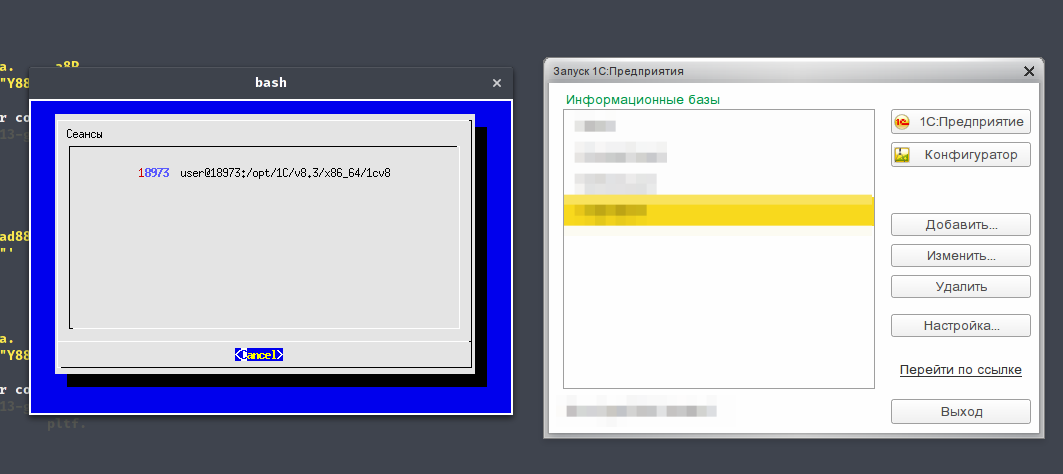 a.      a8P
"Y88
bash
r co
13-g
Сеансы
18973 user@18973:/opt/1C/v8.3/x86_64/1cv8
ad88
"'
a.
"Y88
<Cancel>
r co
13-g
pltf.
Запуск 1С:Предприятия
Информационные базы
1С:Предприятие
Конфигуратор
Добавить...
Изменить...
Удалить
Настройка...
Перейти по ссылке
Выход